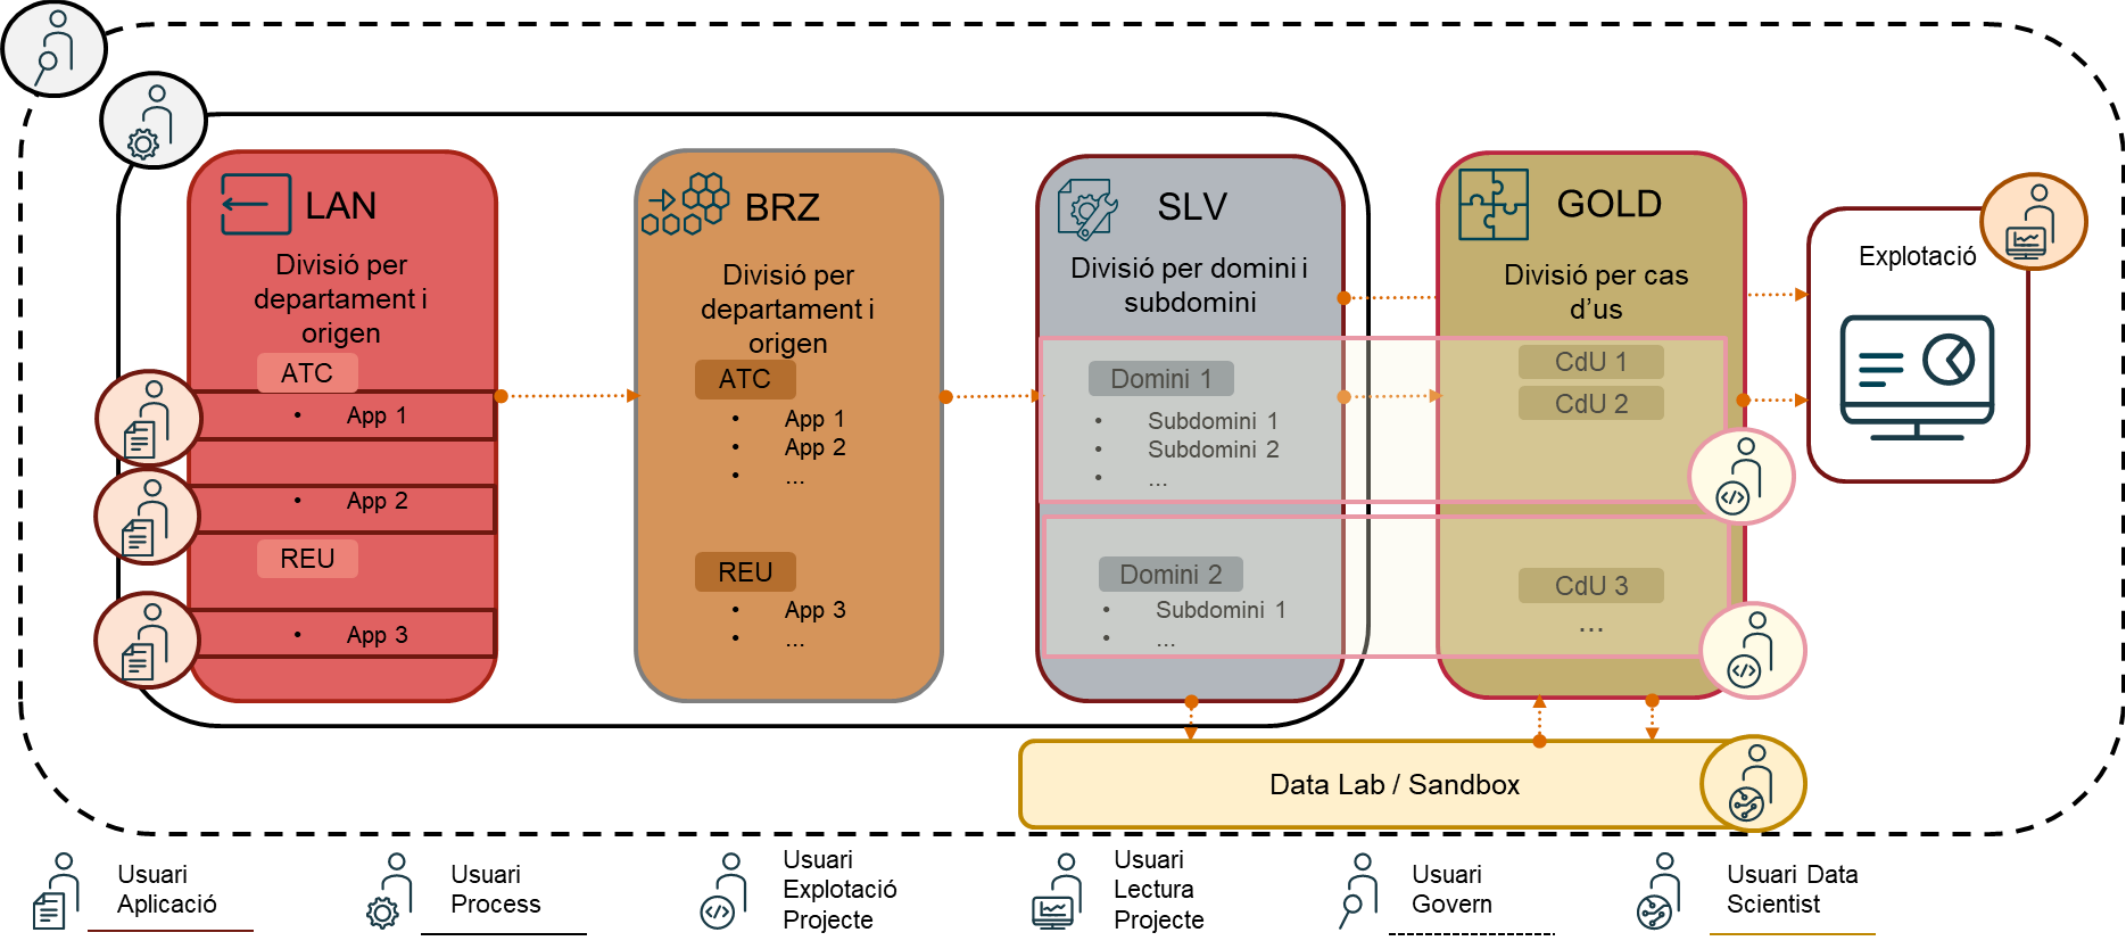 LAN
Divisió per
departament i
origen
ATC
• App 1
• App 2
REU
• App 3
BRZ
Divisió per
departament i
origen
ATC
• App 1
• App 2
• ...
REU
• App 3
• ...
SLV
Divisió per domini i
subdomini
Domini 1
• Subdomini 1
• Subdomini 2
• ...
Domini 2
• Subdomini 1
• ...
GOLD
Divisió per cas
d’us
CdU 1
CdU 2
CdU 3
...
Explotació
Data Lab / Sandbox
Usuari
Aplicació
Usuari
Process
Usuari
Explotació
Projecte
Usuari
Lectura
Projecte
Usuari
Govern
Usuari Data
Scientist